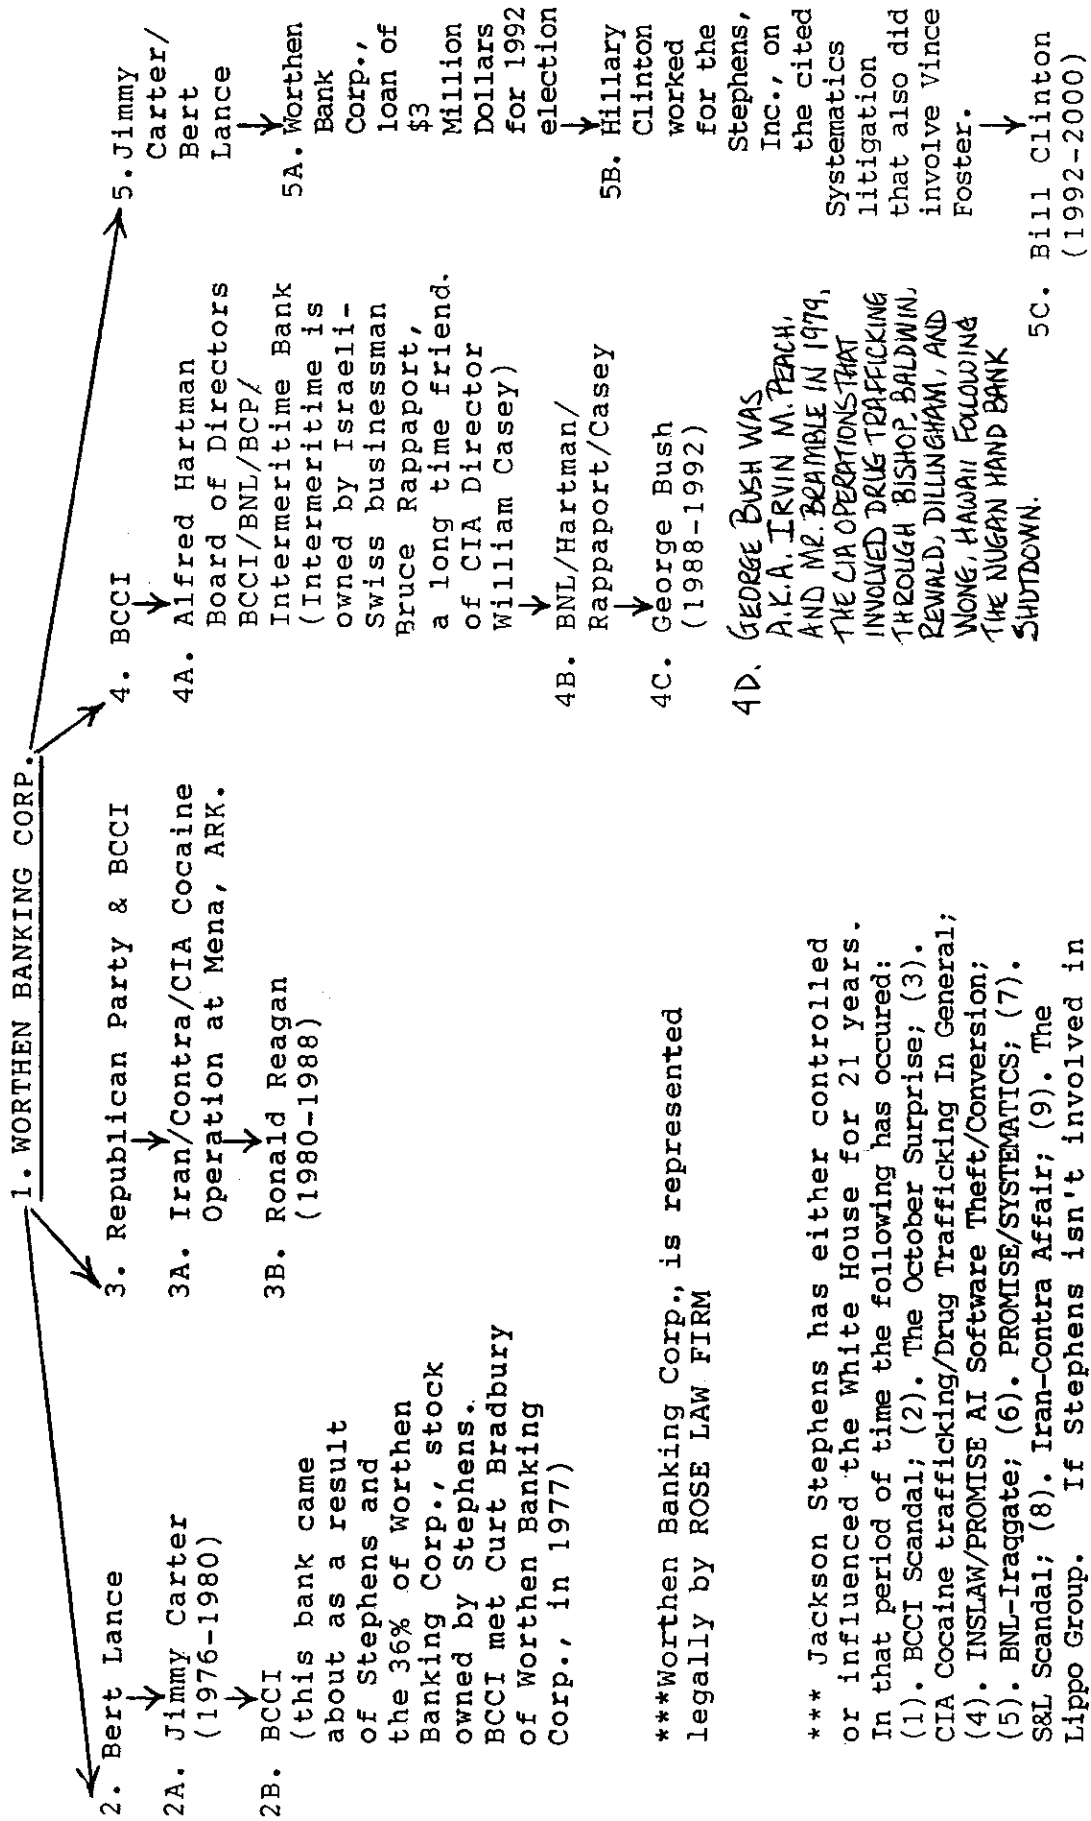 1. WORTHEN BANKING CORP.
2. Bert Lance
2A. Jimmy Carter
(1976-1980)
2B. BCCI
(this bank came
about as a result
of Stephens and
the 36% of Worthen
Banking Corp., stock
owned by Stephens.
BCCI met Curt Bradbury
of Worthen Banking
Corp., in 1977)
3. Republican Party & BCCI
3A. Iran/Contra/CIA Cocaine
Operation at Mena, ARK.
3B. Ronald Reagan
(1980-1988)
4. BCCI
4A. Alfred Hartman
Board of Directors
BCCI/BNL/BCP/
Intermeritime Bank
(Intermeritime is
owned by Israeli-
Swiss businessman
Bruce Rappaport,
a long time friend.
of CIA Director
William Casey)
4B. BNL/Hartman/
Rappaport/Casey
4C. George Bush
(1988-1992)
4D. GEORGE BUSH WAS
A.K.A. IRVIN M. PEACH,
AND MR. BRAMBLE IN 1979,
THE CIA OPERATIONS THAT
INVOLVED DRUG TRAFFICKING
THROUGH BISHOP, BALDWIN,
REWALD, DILLINGHAM, AND
WONG, HAWAII FOLLOWING
THE NUGAN HAND BANK
SHUTDOWN.
5. Jimmy
Carter/
Bert
Lance
5A. Worthen
Bank
Corp.,
loan of
$3
Million
Dollars
for 1992
election
5B. Hillary
Clinton
worked
for the
Stephens,
Inc., on
the cited
Systematics
litigation
that also did
involve Vince
Foster.
5C. Bill Clinton
(1992-2000)
***Worthen Banking Corp., is represented
legally by ROSE LAW FIRM
*** Jackson Stephens has either controlled
or influenced the White House for 21 years.
In that period of time the following has occured:
(1). BCCI Scandal; (2). The October Surprise; (3).
CIA Cocaine trafficking/Drug Trafficking In General;
(4). INSLAW/PROMISE AI Software Theft/Conversion;
(5). BNL-Iraqgate; (6). PROMISE/SYSTEMATICS; (7).
S&L Scandal; (8). Iran-Contra Affair; (9). The
Lippo Group. If Stephens isn't involved in